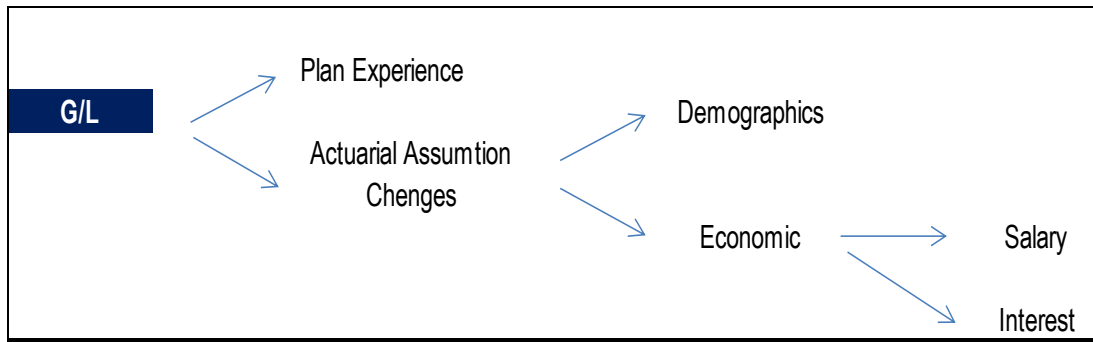 G/L
Plan Experience
Actuarial Assumtion
Chenges
Demographics
Economic
Salary
Interest